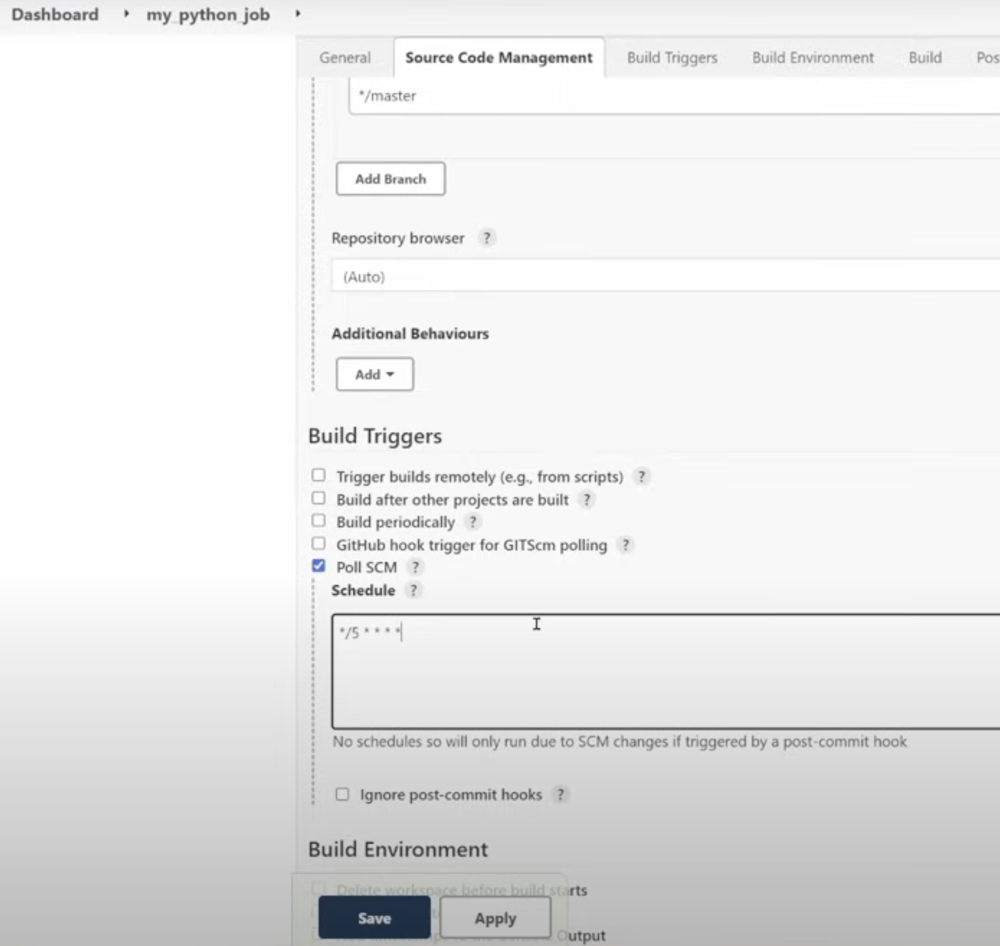 Dashboard my_python_job
General Source Code Management Build Triggers Build Environment Build Pos
*/master
Add Branch
Repository browser ?
(Auto)
Additional Behaviours
Add
Build Triggers
Trigger builds remotely (e.g., from scripts) ?
Build after other projects are built ?
Build periodically ?
GitHub hook trigger for GITScm polling ?
Poll SCM ?
Schedule ?
*/5 * * * *
No schedules so will only run due to SCM changes if triggered by a post-commit hook
Ignore post-commit hooks ?
Build Environment
Delete workspace before build starts
Save Apply
Output